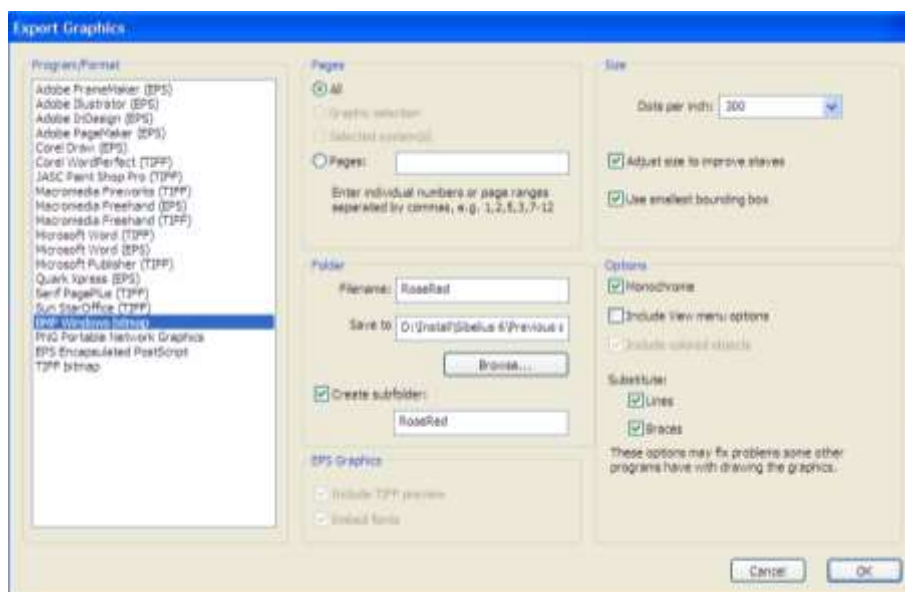 Export Graphics
Program/Format
Adobe FrameMaker (EPS)
Adobe Illustrator (EPS)
Adobe InDesign (EPS)
Adobe PageMaker (EPS)
Corel Draw (EPS)
Corel WordPerfect (TIFF)
JASC Paint Shop Pro (TIFF)
Macromedia Fireworks (TIFF)
Macromedia Freehand (EPS)
Macromedia Freehand (TIFF)
Microsoft Word (TIFF)
Microsoft Word (EPS)
Microsoft Publisher (TIFF)
Quark Xpress (EPS)
Serif PagePlus (TIFF)
Sun StarOffice (TIFF)
BMP Windows bitmap
PNG Portable Network Graphics
EPS Encapsulated PostScript
TIFF bitmap
Pages
All
Graphic selection
Selected system(s)
Pages:
Enter individual numbers or page ranges
separated by commas, e.g. 1,2,5,3,7-12
Folder
Filename: RoseRed
Save to D:\Install\Sibelius 6\Previous s
Browse...
Create subfolder:
RoseRed
EPS Graphics
Include TIFF preview
Embed fonts
Size
Dots per inch: 300
Adjust size to improve staves
Use smallest bounding box
Options
Monochrome
Include View menu options
Include colored objects
Substitute:
Lines
Braces
These options may fix problems some other
programs have with drawing the graphics.
Cancel
OK